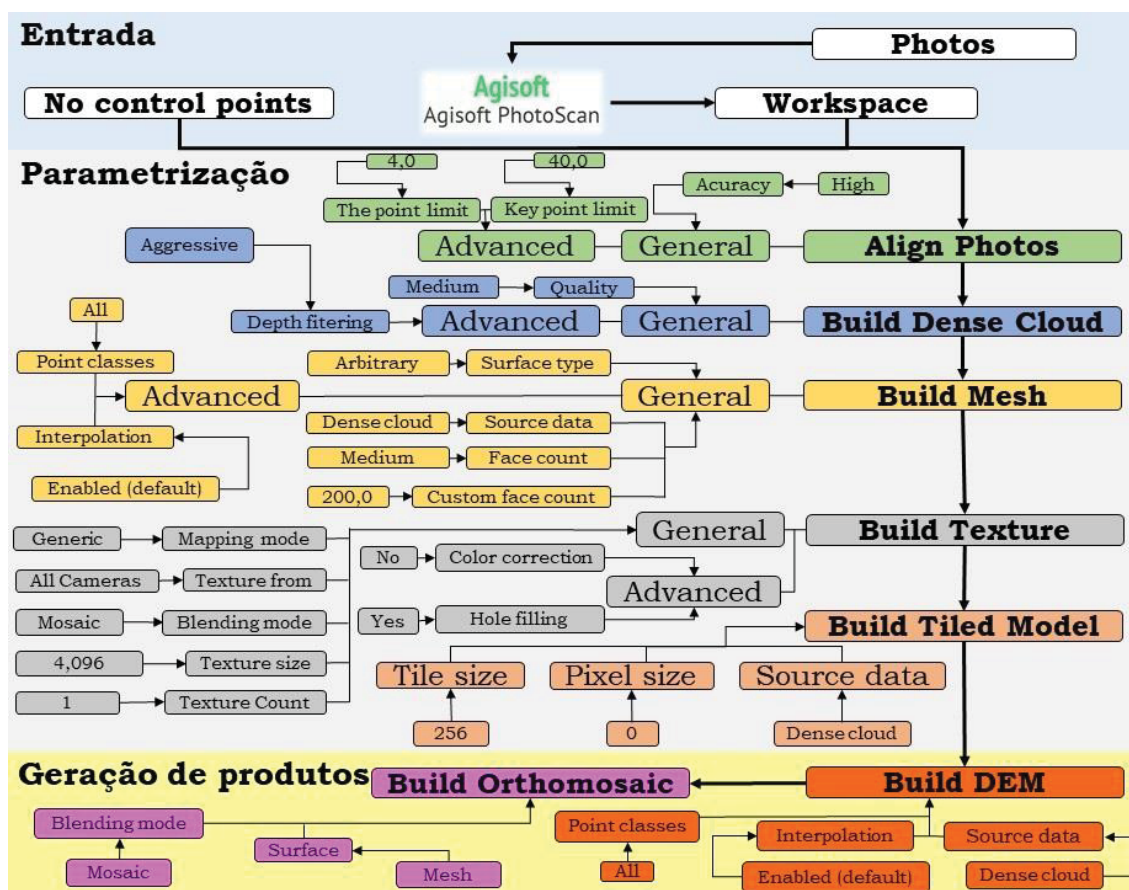 Entrada
Photos
Agisoft
Agisoft PhotoScan
No control points
Workspace
Parametrização
4,0
40,0
Acuracy
High
The point limit
Key point limit
Advanced
General
Align Photos
Aggressive
Medium
Quality
Depth fitering
Advanced
General
Build Dense Cloud
All
Point classes
Arbitrary
Surface type
Advanced
General
Build Mesh
Interpolation
Dense cloud
Source data
Medium
Face count
Enabled (default)
200,0
Custom face count
General
Build Texture
Generic
Mapping mode
No
Color correction
All Cameras
Texture from
Advanced
Mosaic
Blending mode
Yes
Hole filling
Build Tiled Model
4,096
Texture size
Tile size
Pixel size
Source data
1
Texture Count
256
0
Dense cloud
Geração de produtos
Build Orthomosaic
Build DEM
Blending mode
Point classes
Interpolation
Source data
Surface
Mosaic
Mesh
All
Enabled (default)
Dense cloud